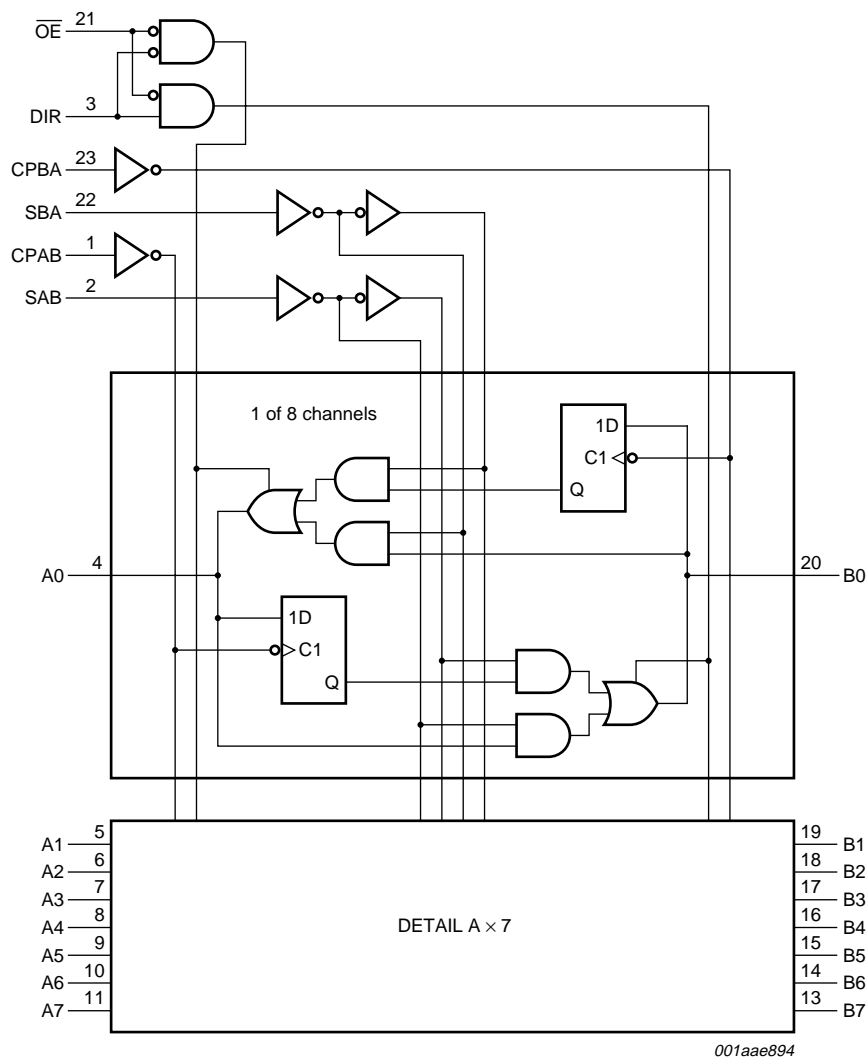 OE 21
DIR 3
CPBA 23
SBA 22
CPAB 1
SAB 2
1 of 8 channels
1D
C1
Q
A0 4
20 B0
1D
C1
Q
A1 5
A2 6
A3 7
A4 8
A5 9
A6 10
A7 11
DETAIL A × 7
19 B1
18 B2
17 B3
16 B4
15 B5
14 B6
13 B7
001aae894